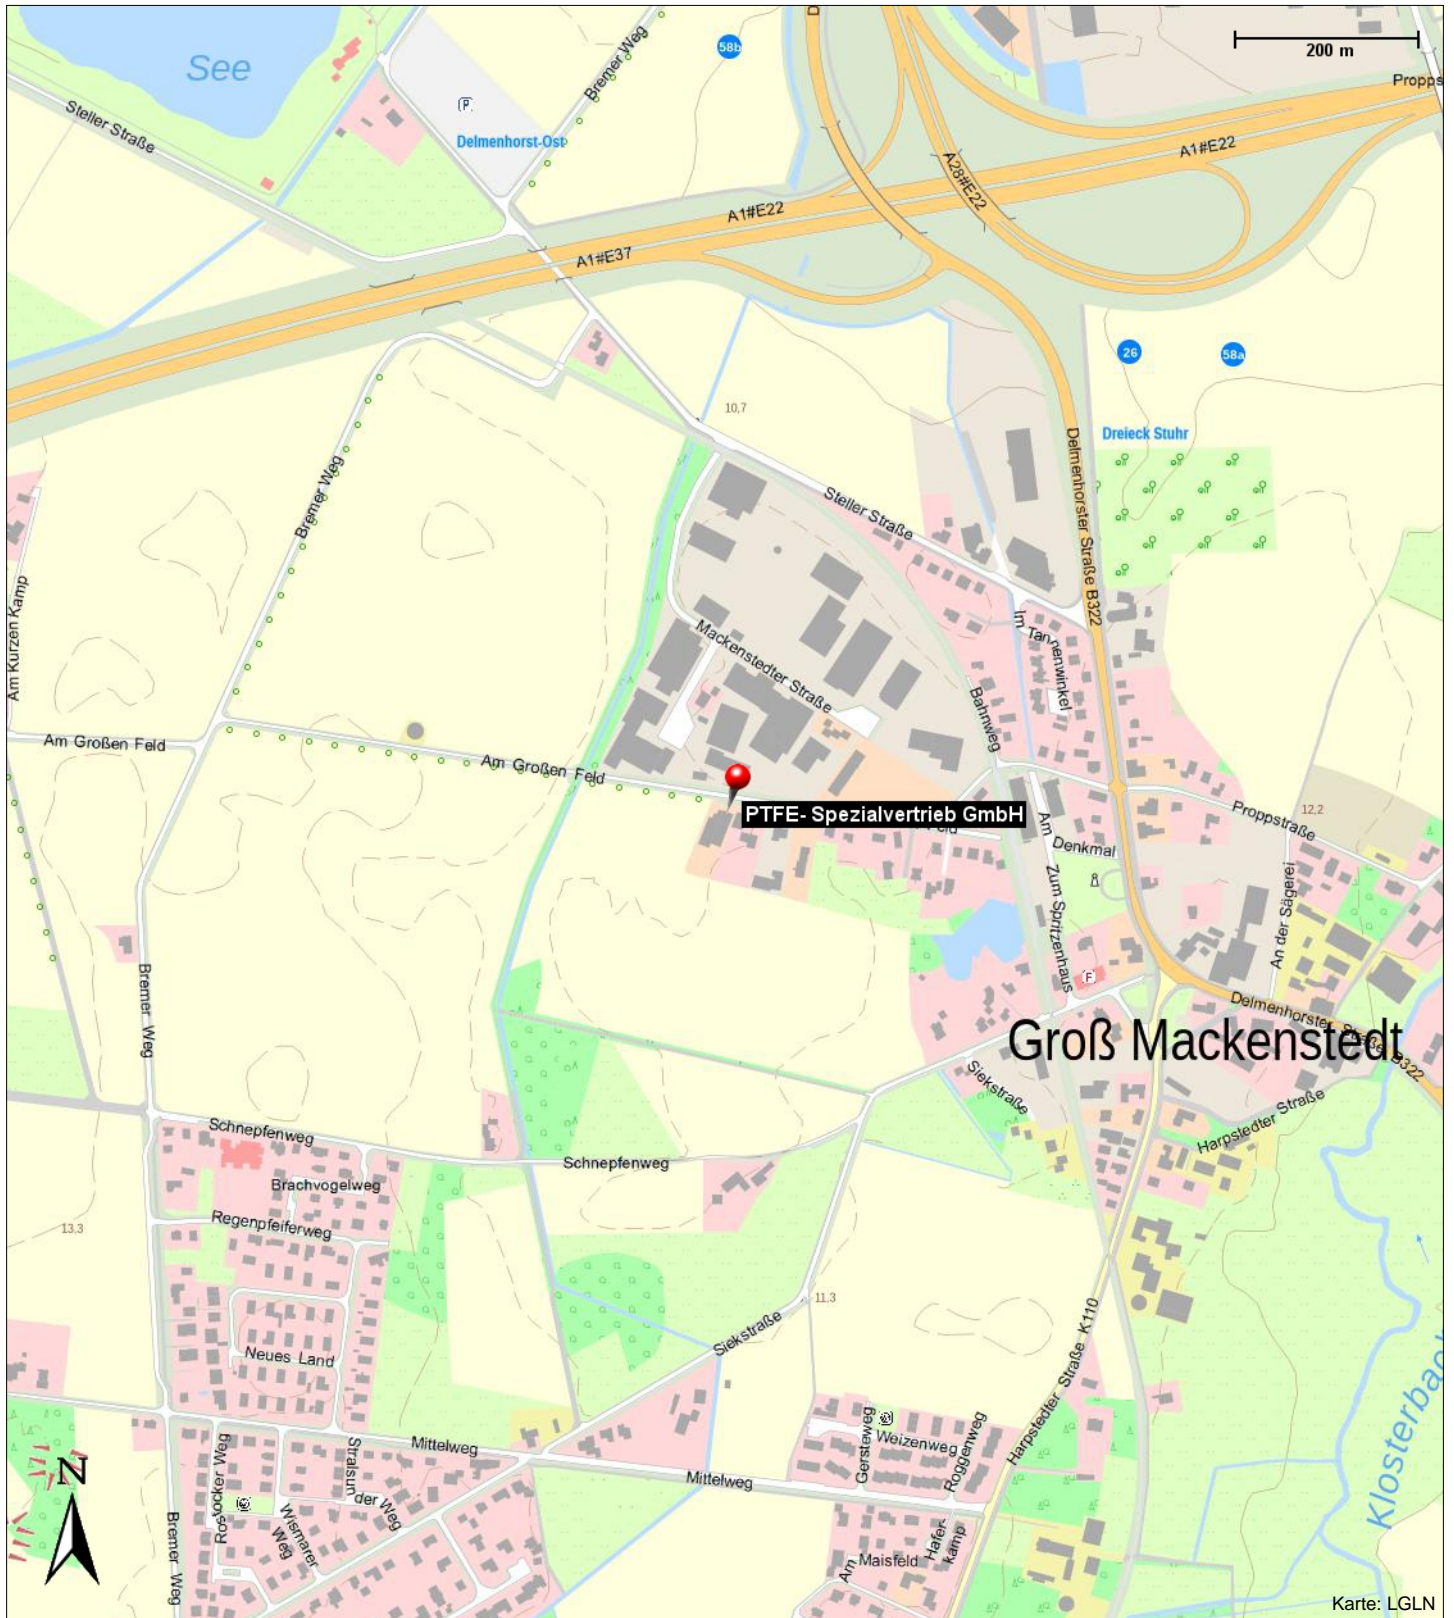 See
58b
200 m
Bremer Weg
Propps
Steller Straße
Delmenhorst-Ost
A1#E22
A28#E22
A1#E22
A1#E37
26
58a
10,7
Dreieck Stuhr
Delmenhorster Straße B322
Bremer Weg
Steller Straße
Am Kurzen Kamp
Mackenstedter Straße
Im Tannenwinkel
Bahnweg
Am Großen Feld
Am Großen Feld
PTFE- Spezialvertrieb GmbH
Proppstraße
12,2
Am Denkmal
Zum Spritzenhaus
An der Sägerei
F
Bremer Weg
Delmenhorster Straße B322
Groß Mackenstedt
Siekstraße
Harpstedter Straße
Schnepfenweg
Schnepfenweg
Brachvogelweg
Regenpfeiferweg
13,3
11,3
Siekstraße
Harpstedter Straße K110
Neues Land
Klosterbach
Mittelweg
Mittelweg
Gersteweg
Weizenweg
Roggenweg
Rostocker Weg
Stralsunder Weg
Wismarer Weg
Bremer Weg
Haferkamp
Am Maisfeld
N
Karte: LGLN